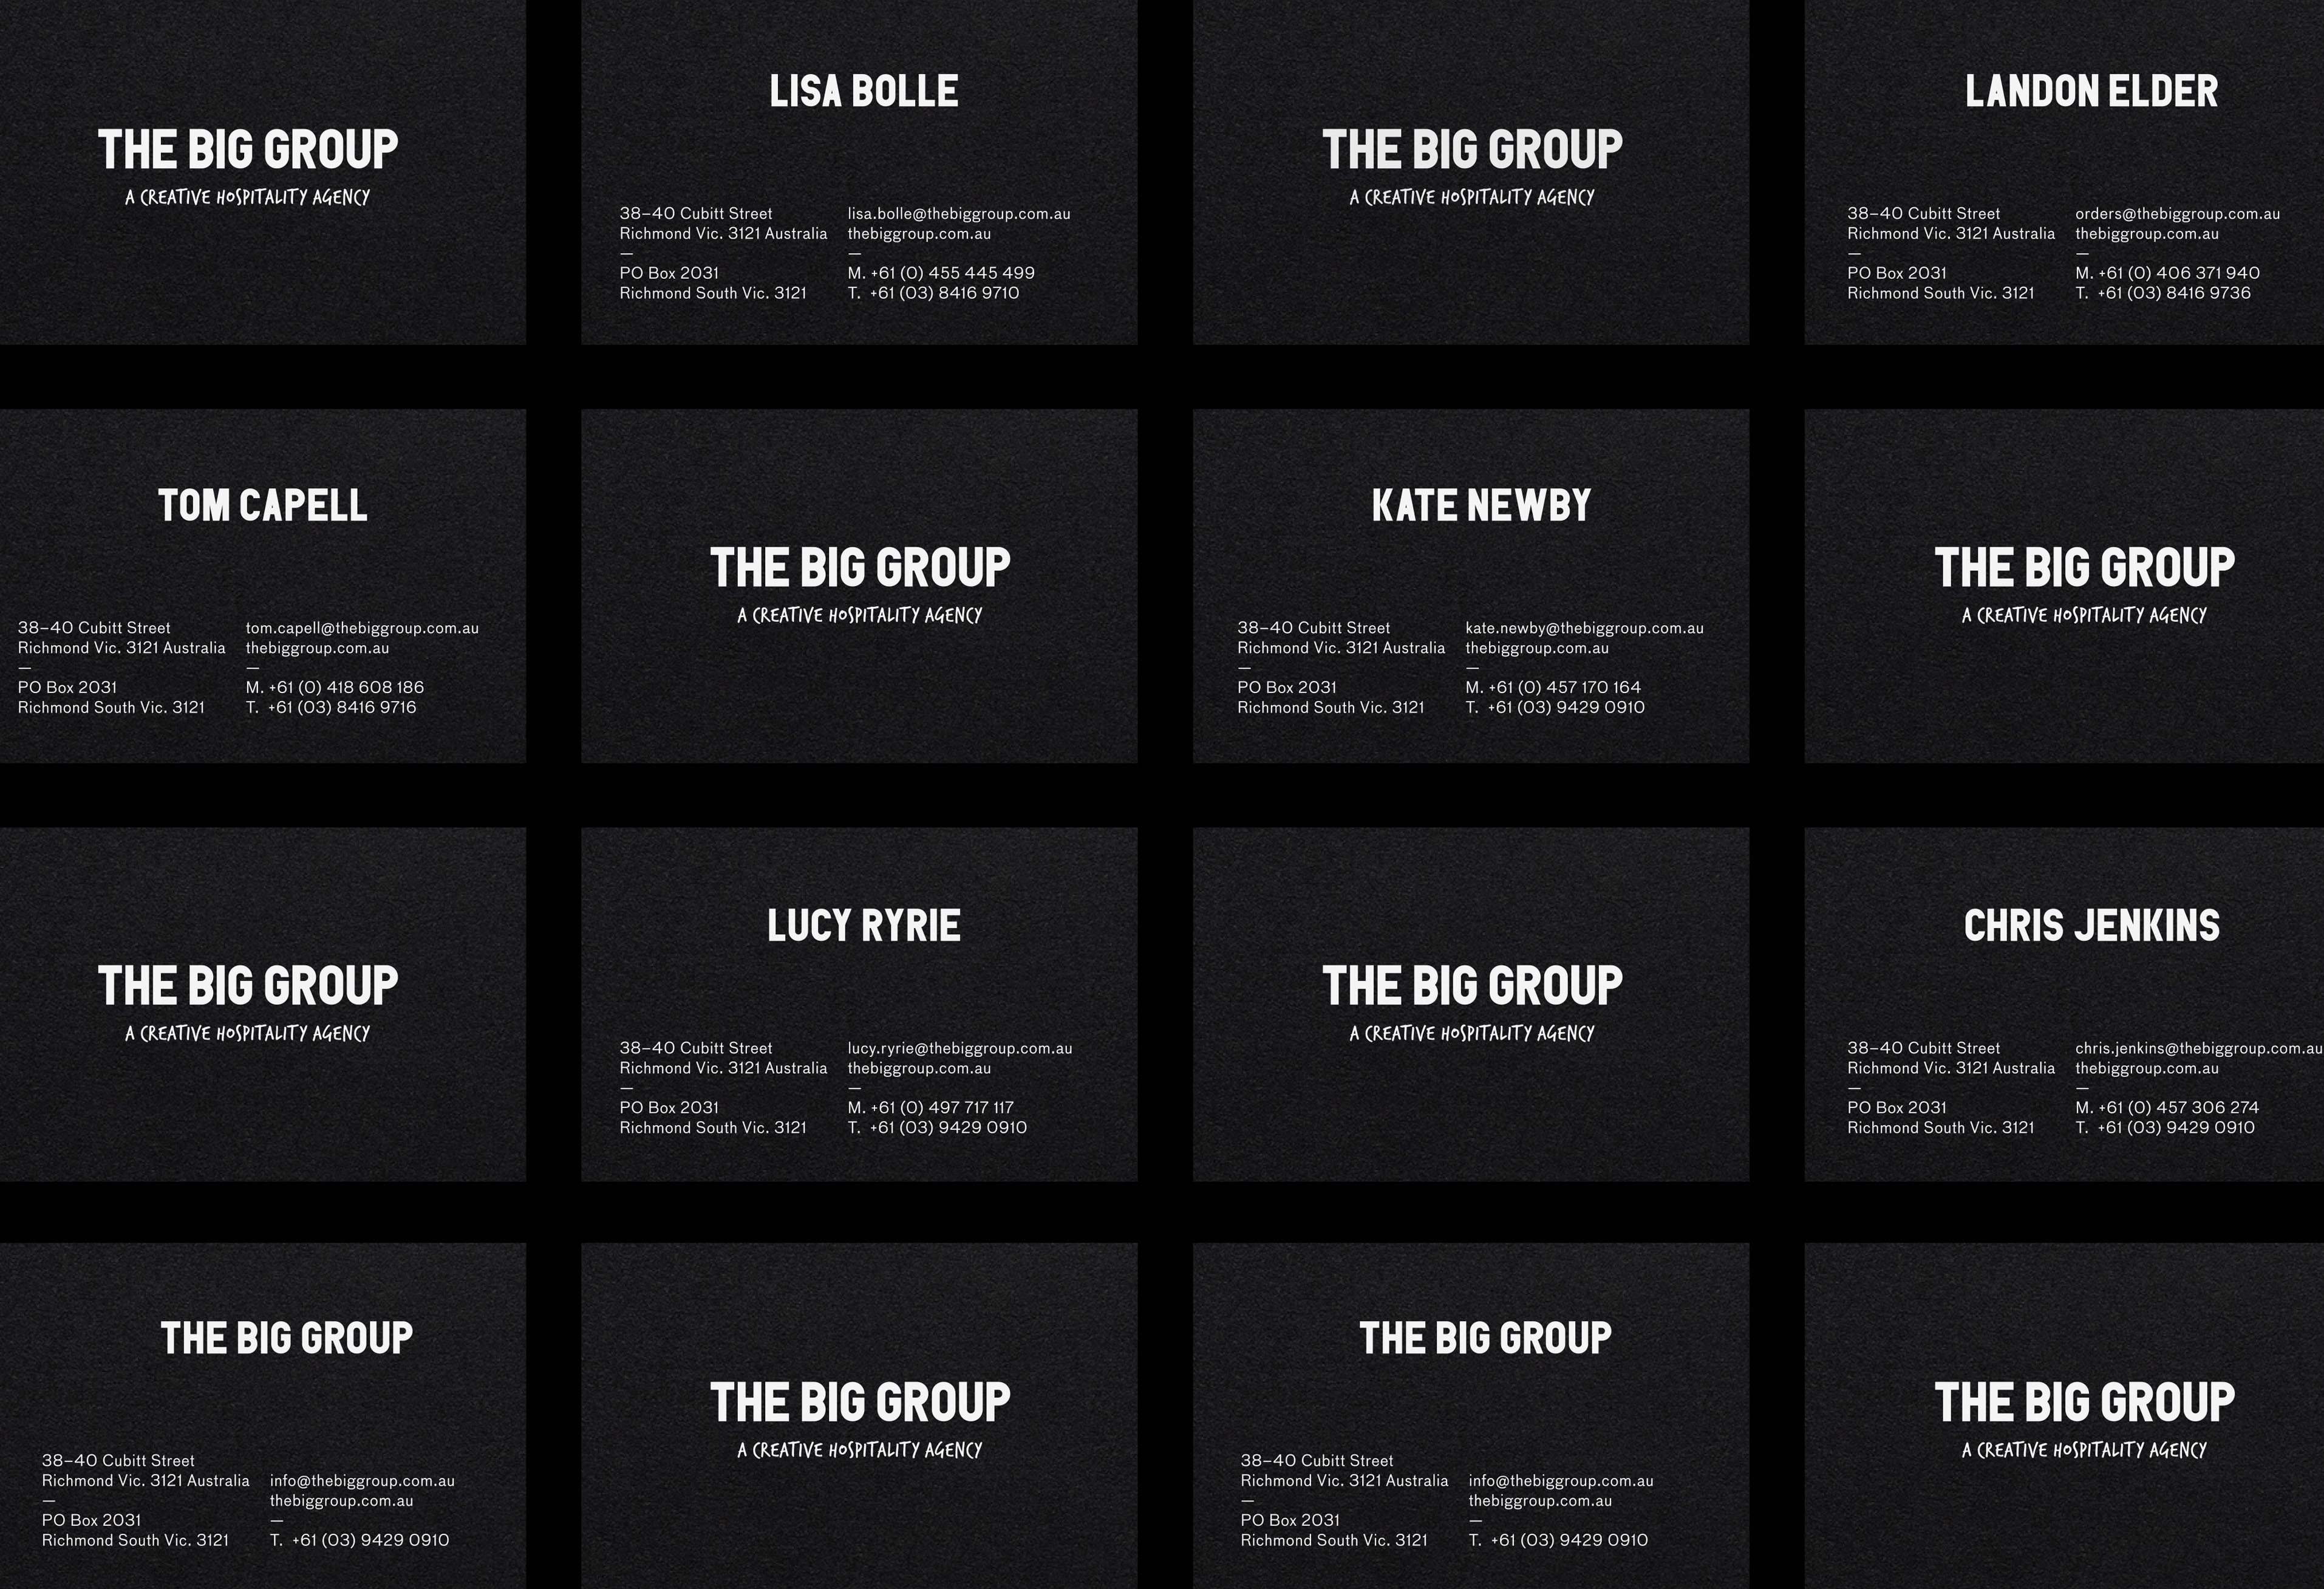 THE BIG GROUP
A CREATIVE HOSPITALITY AGENCY
LISA BOLLE
38–40 Cubitt Street
Richmond Vic. 3121 Australia
—
PO Box 2031
Richmond South Vic. 3121
lisa.bolle@thebiggroup.com.au
thebiggroup.com.au
—
M. +61 (0) 455 445 499
T. +61 (03) 8416 9710
THE BIG GROUP
A CREATIVE HOSPITALITY AGENCY
LANDON ELDER
38–40 Cubitt Street
Richmond Vic. 3121 Australia
—
PO Box 2031
Richmond South Vic. 3121
orders@thebiggroup.com.au
thebiggroup.com.au
—
M. +61 (0) 406 371 940
T. +61 (03) 8416 9736
TOM CAPELL
38–40 Cubitt Street
Richmond Vic. 3121 Australia
—
PO Box 2031
Richmond South Vic. 3121
tom.capell@thebiggroup.com.au
thebiggroup.com.au
—
M. +61 (0) 418 608 186
T. +61 (03) 8416 9716
THE BIG GROUP
A CREATIVE HOSPITALITY AGENCY
KATE NEWBY
38–40 Cubitt Street
Richmond Vic. 3121 Australia
—
PO Box 2031
Richmond South Vic. 3121
kate.newby@thebiggroup.com.au
thebiggroup.com.au
—
M. +61 (0) 457 170 164
T. +61 (03) 9429 0910
THE BIG GROUP
A CREATIVE HOSPITALITY AGENCY
THE BIG GROUP
A CREATIVE HOSPITALITY AGENCY
LUCY RYRIE
38–40 Cubitt Street
Richmond Vic. 3121 Australia
—
PO Box 2031
Richmond South Vic. 3121
lucy.ryrie@thebiggroup.com.au
thebiggroup.com.au
—
M. +61 (0) 497 717 117
T. +61 (03) 9429 0910
THE BIG GROUP
A CREATIVE HOSPITALITY AGENCY
CHRIS JENKINS
38–40 Cubitt Street
Richmond Vic. 3121 Australia
—
PO Box 2031
Richmond South Vic. 3121
chris.jenkins@thebiggroup.com.au
thebiggroup.com.au
—
M. +61 (0) 457 306 274
T. +61 (03) 9429 0910
THE BIG GROUP
38–40 Cubitt Street
Richmond Vic. 3121 Australia
—
PO Box 2031
Richmond South Vic. 3121
info@thebiggroup.com.au
thebiggroup.com.au
—
T. +61 (03) 9429 0910
THE BIG GROUP
A CREATIVE HOSPITALITY AGENCY
THE BIG GROUP
38–40 Cubitt Street
Richmond Vic. 3121 Australia
—
PO Box 2031
Richmond South Vic. 3121
info@thebiggroup.com.au
thebiggroup.com.au
—
T. +61 (03) 9429 0910
THE BIG GROUP
A CREATIVE HOSPITALITY AGENCY